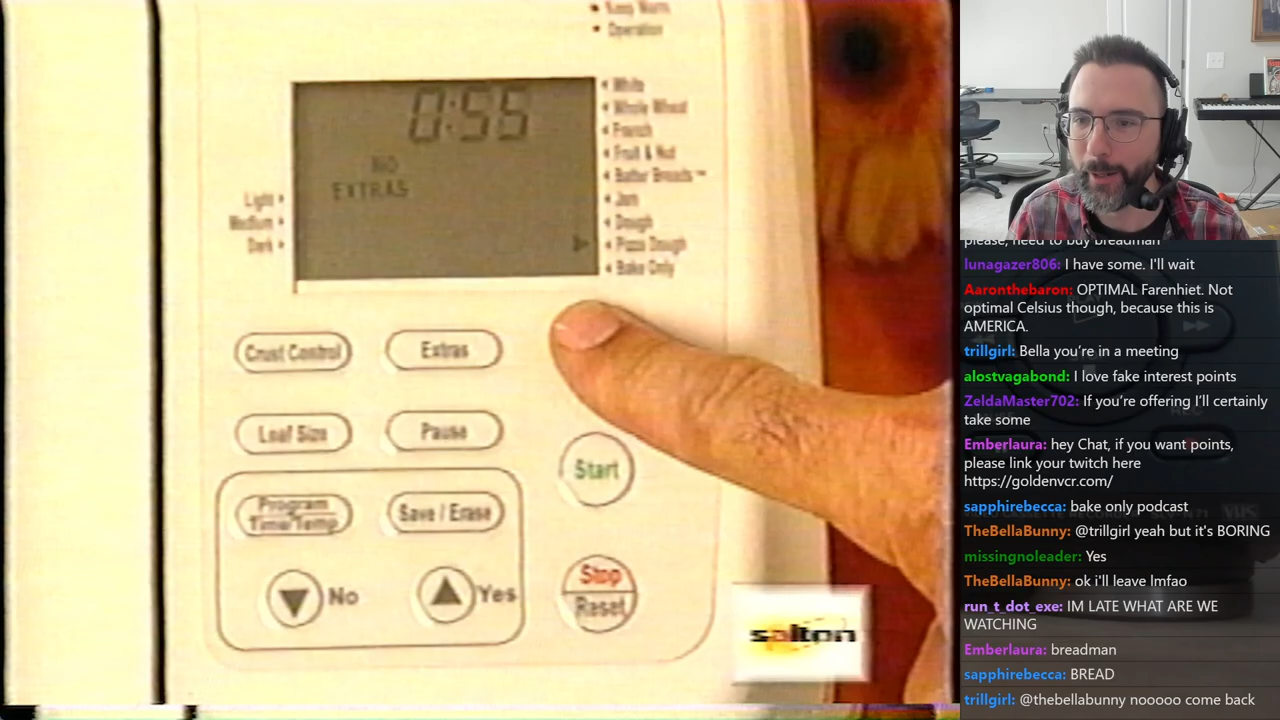 Keep Warm
Operation
0:55
NO
EXTRAS
Light
Medium
Dark
White
Whole Wheat
French
Fruit & Nut
Batter Breads™
Jam
Dough
Pizza Dough
Bake Only
Crust Control
Extras
Loaf Size
Pause
Start
Program
Time/Temp
Save / Erase
No
Yes
Stop
Reset
salton
please, need to buy breadman
lunagazer806: I have some. I'll wait
Aaronthebaron: OPTIMAL Farenhiet. Not
optimal Celsius though, because this is
AMERICA.
trillgirl: Bella you're in a meeting
alostvagabond: I love fake interest points
ZeldaMaster702: If you're offering I'll certainly
take some
Emberlaura: hey Chat, if you want points,
please link your twitch here
https://goldenvcr.com/
sapphirebecca: bake only podcast
TheBellaBunny: @trillgirl yeah but it's BORING
missingnoleader: Yes
TheBellaBunny: ok i'll leave lmfao
run_t_dot_exe: IM LATE WHAT ARE WE
WATCHING
Emberlaura: breadman
sapphirebecca: BREAD
trillgirl: @thebellabunny nooooo come back